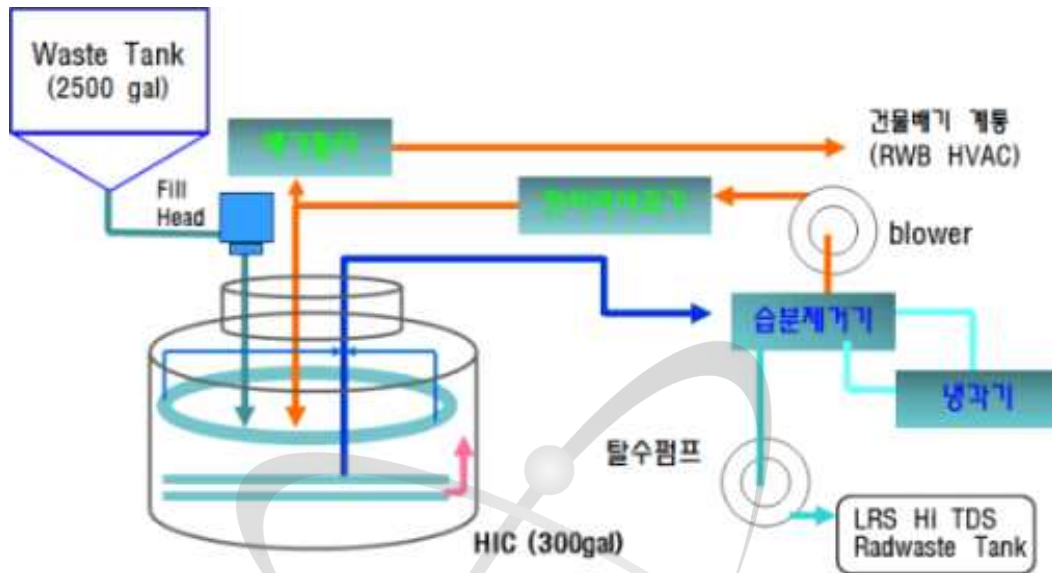 Waste Tank
(2500 gal)
Fill
Head
건물배기 계통
(RWB HVAC)
blower
습분제거기
냉각기
탈수펌프
LRS HI TDS
Radwaste Tank
HIC (300gal)